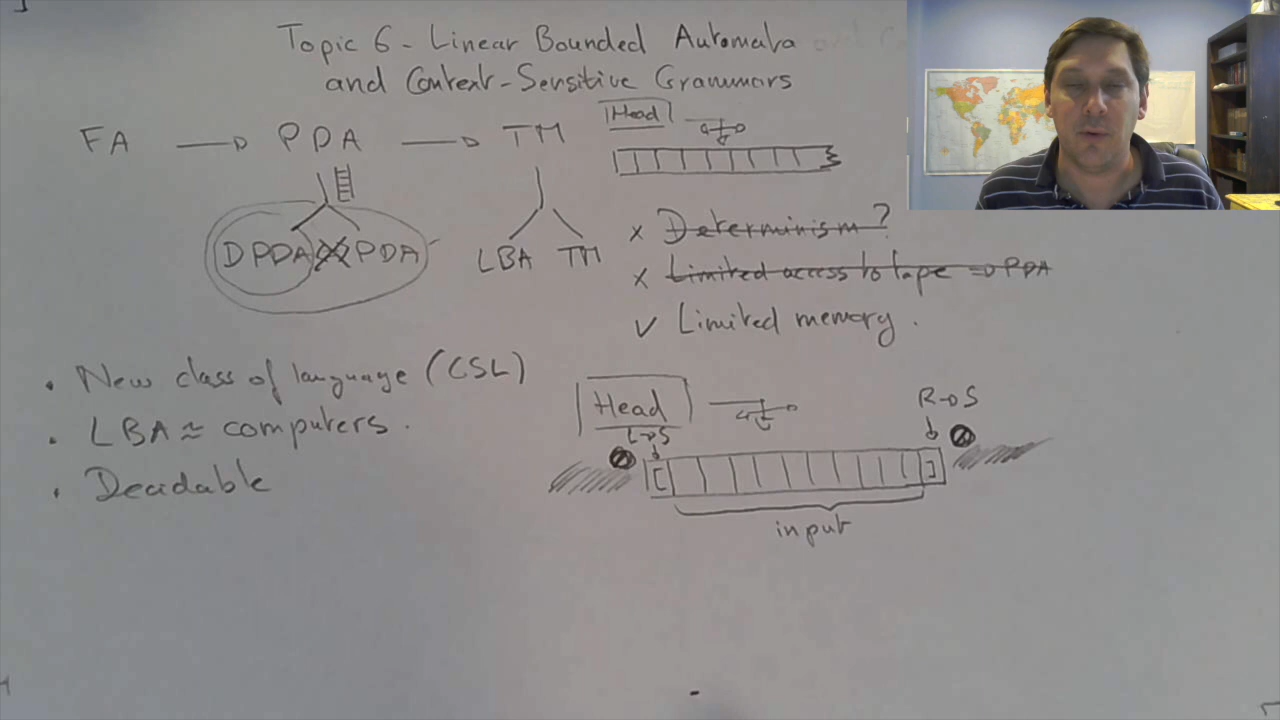 Topic 6 - Linear Bounded Automata
and Context-Sensitive Grammars
FA → PDA → TM
Head
DPDA
PDA
LBA TM
x Determinism?
x Limited access to tape → PDA
✓ Limited memory.
• New class of language (CSL)
• LBA ≈ computers.
• Decidable
Head
L→S
R→S
[ ]
input